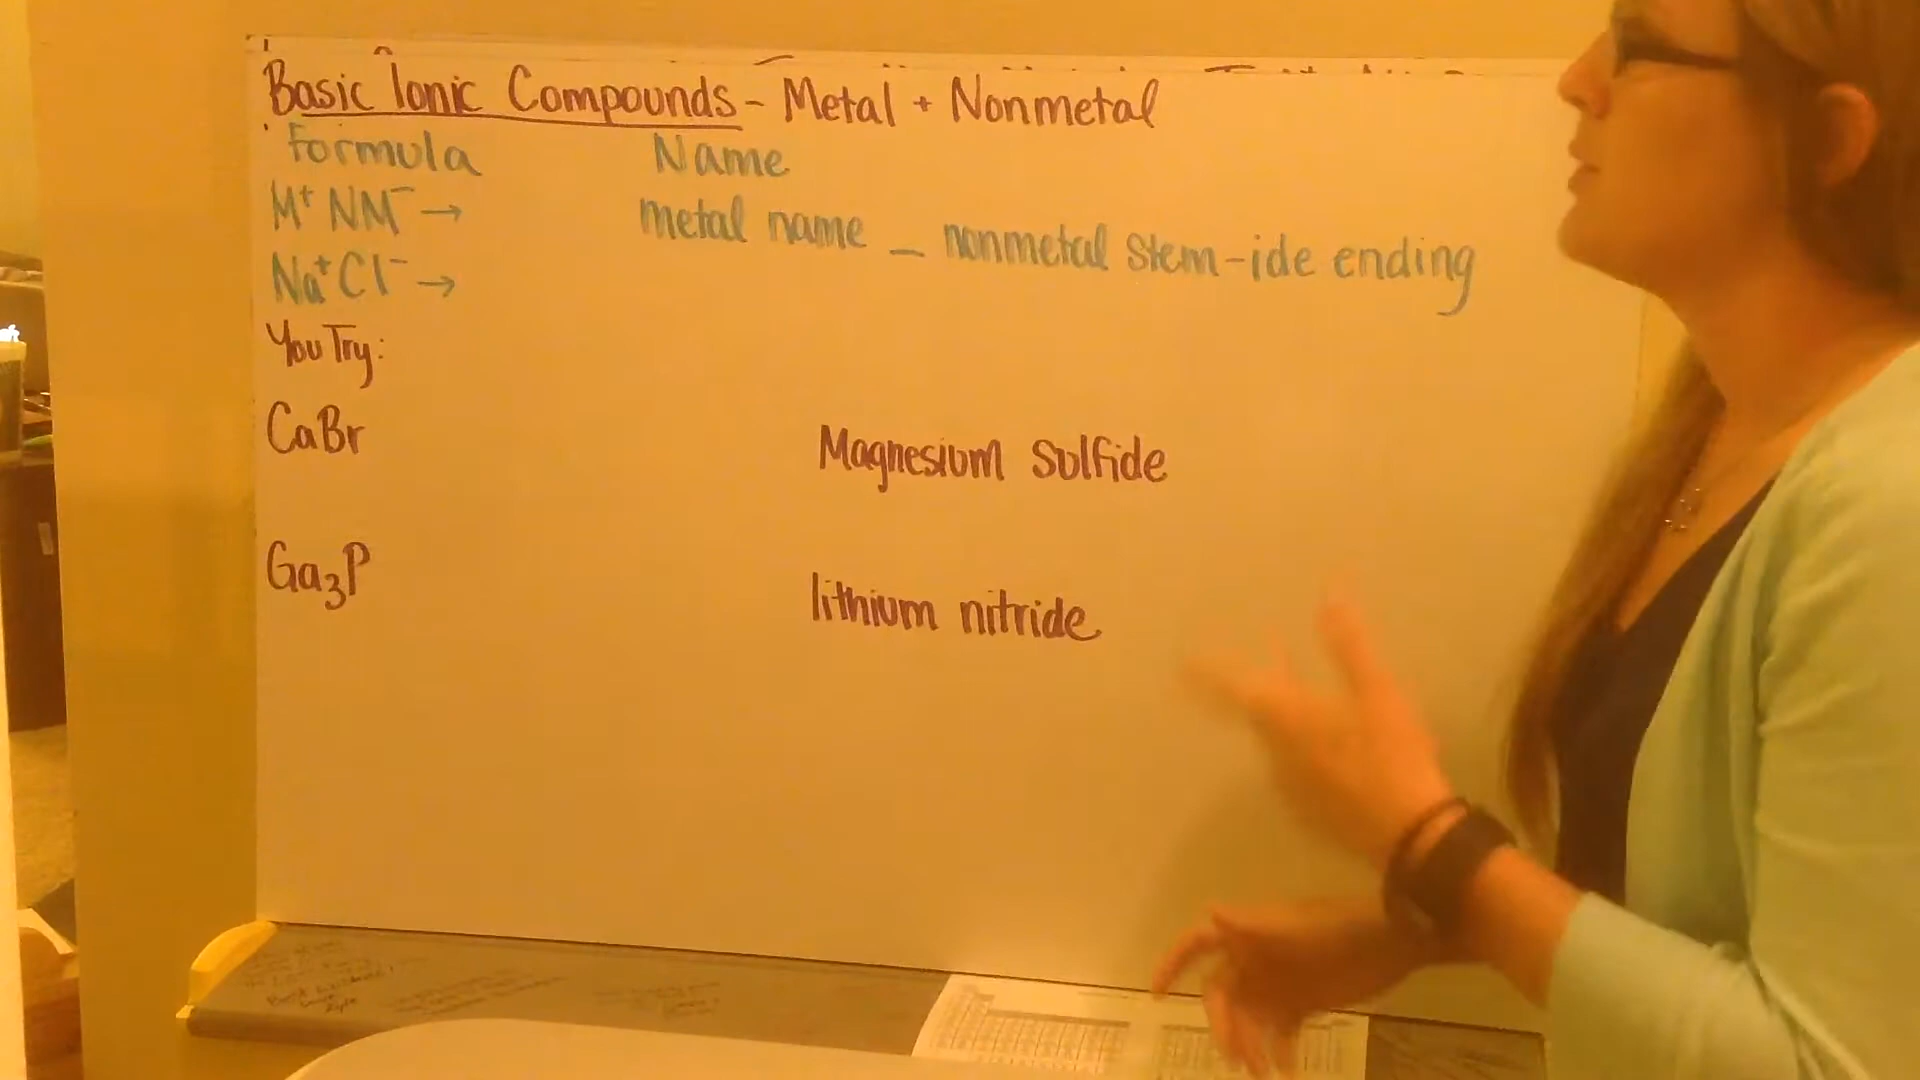 Basic Ionic Compounds - Metal + Nonmetal
Formula Name
M⁺ NM⁻ → metal name _ nonmetal stem-ide ending
Na⁺Cl⁻ →
You Try:
CaBr Magnesium sulfide
Ga₃P lithium nitride